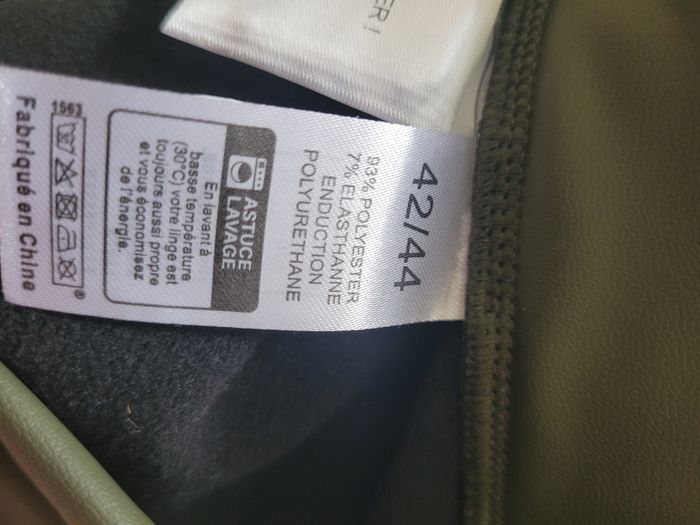 ER !
42/44
93% POLYESTER
7% ELASTHANNE
ENDUCTION
POLYURETHANE
ASTUCE
LAVAGE
En lavant à
basse température
(30°C) votre linge est
toujours aussi propre
et vous économisez
de l'énergie.
1563
®
Fabriqué en Chine